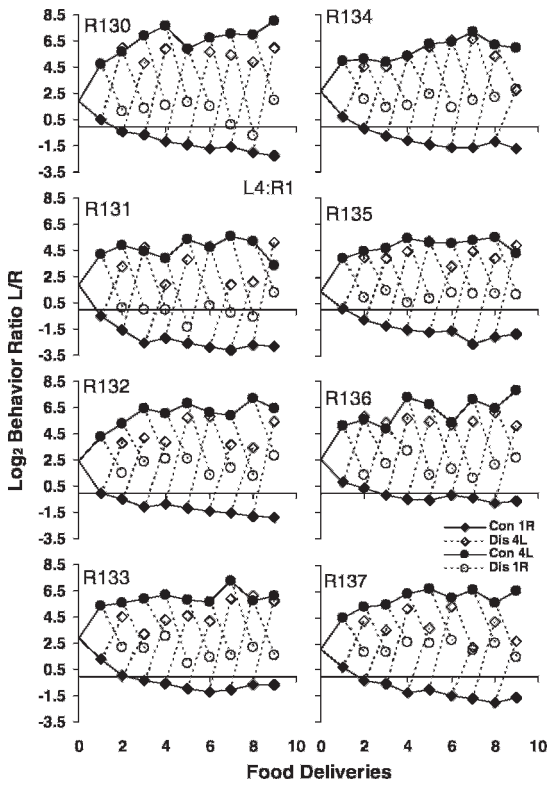 R130
8.5
6.5
4.5
2.5
0.5
-1.5
-3.5
R134
L4:R1
R131
8.5
6.5
4.5
2.5
0.5
-1.5
-3.5
R135
R132
8.5
6.5
4.5
2.5
0.5
-1.5
-3.5
R136
Con 1R
Dis 4L
Con 4L
Dis 1R
R133
8.5
6.5
4.5
2.5
0.5
-1.5
-3.5
R137
0 2 4 6 8 10 0 2 4 6 8 10
Food Deliveries
Log2 Behavior Ratio L/R